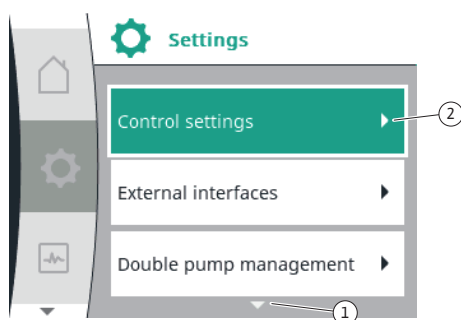 Settings
Control settings
2
External interfaces
Double pump management
1